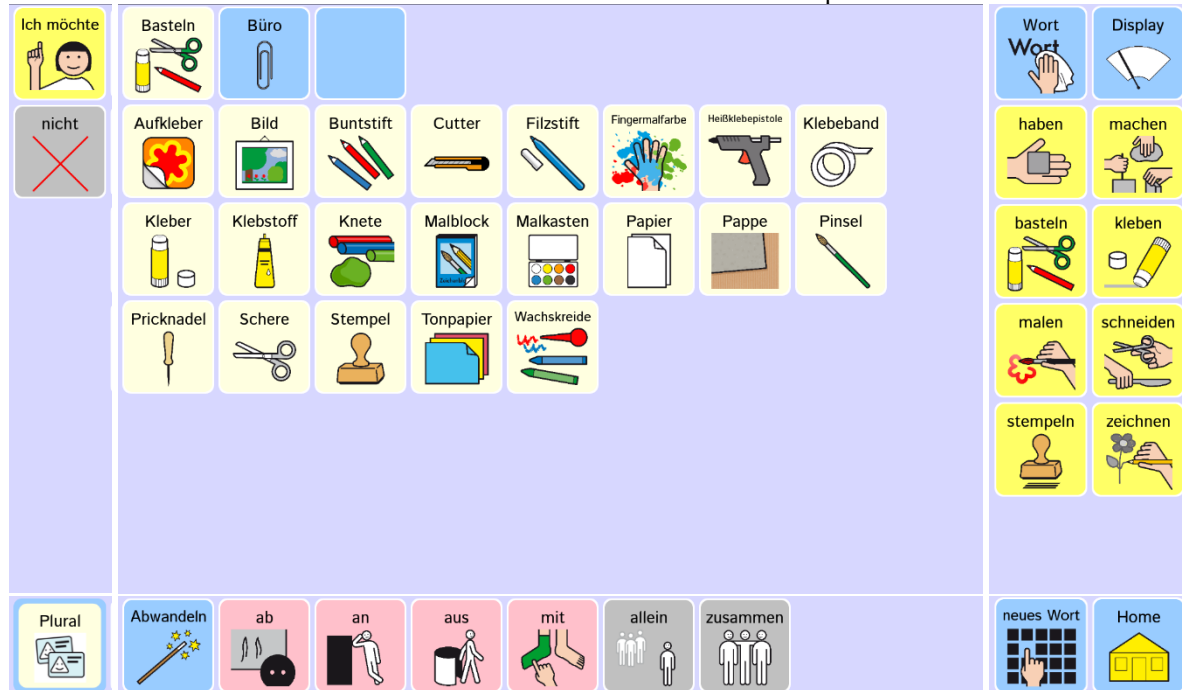 Ich möchte
Basteln
Büro
Wort
Wort
Display
nicht
Aufkleber
Bild
Buntstift
Cutter
Filzstift
Fingermalfarbe
Heißklebepistole
Klebeband
haben
machen
Kleber
Klebstoff
Knete
Malblock
Malkasten
Papier
Pappe
Pinsel
basteln
kleben
Pricknadel
Schere
Stempel
Tonpapier
Wachskreide
malen
schneiden
stempeln
zeichnen
Plural
Abwandeln
ab
an
aus
mit
allein
zusammen
neues Wort
Home